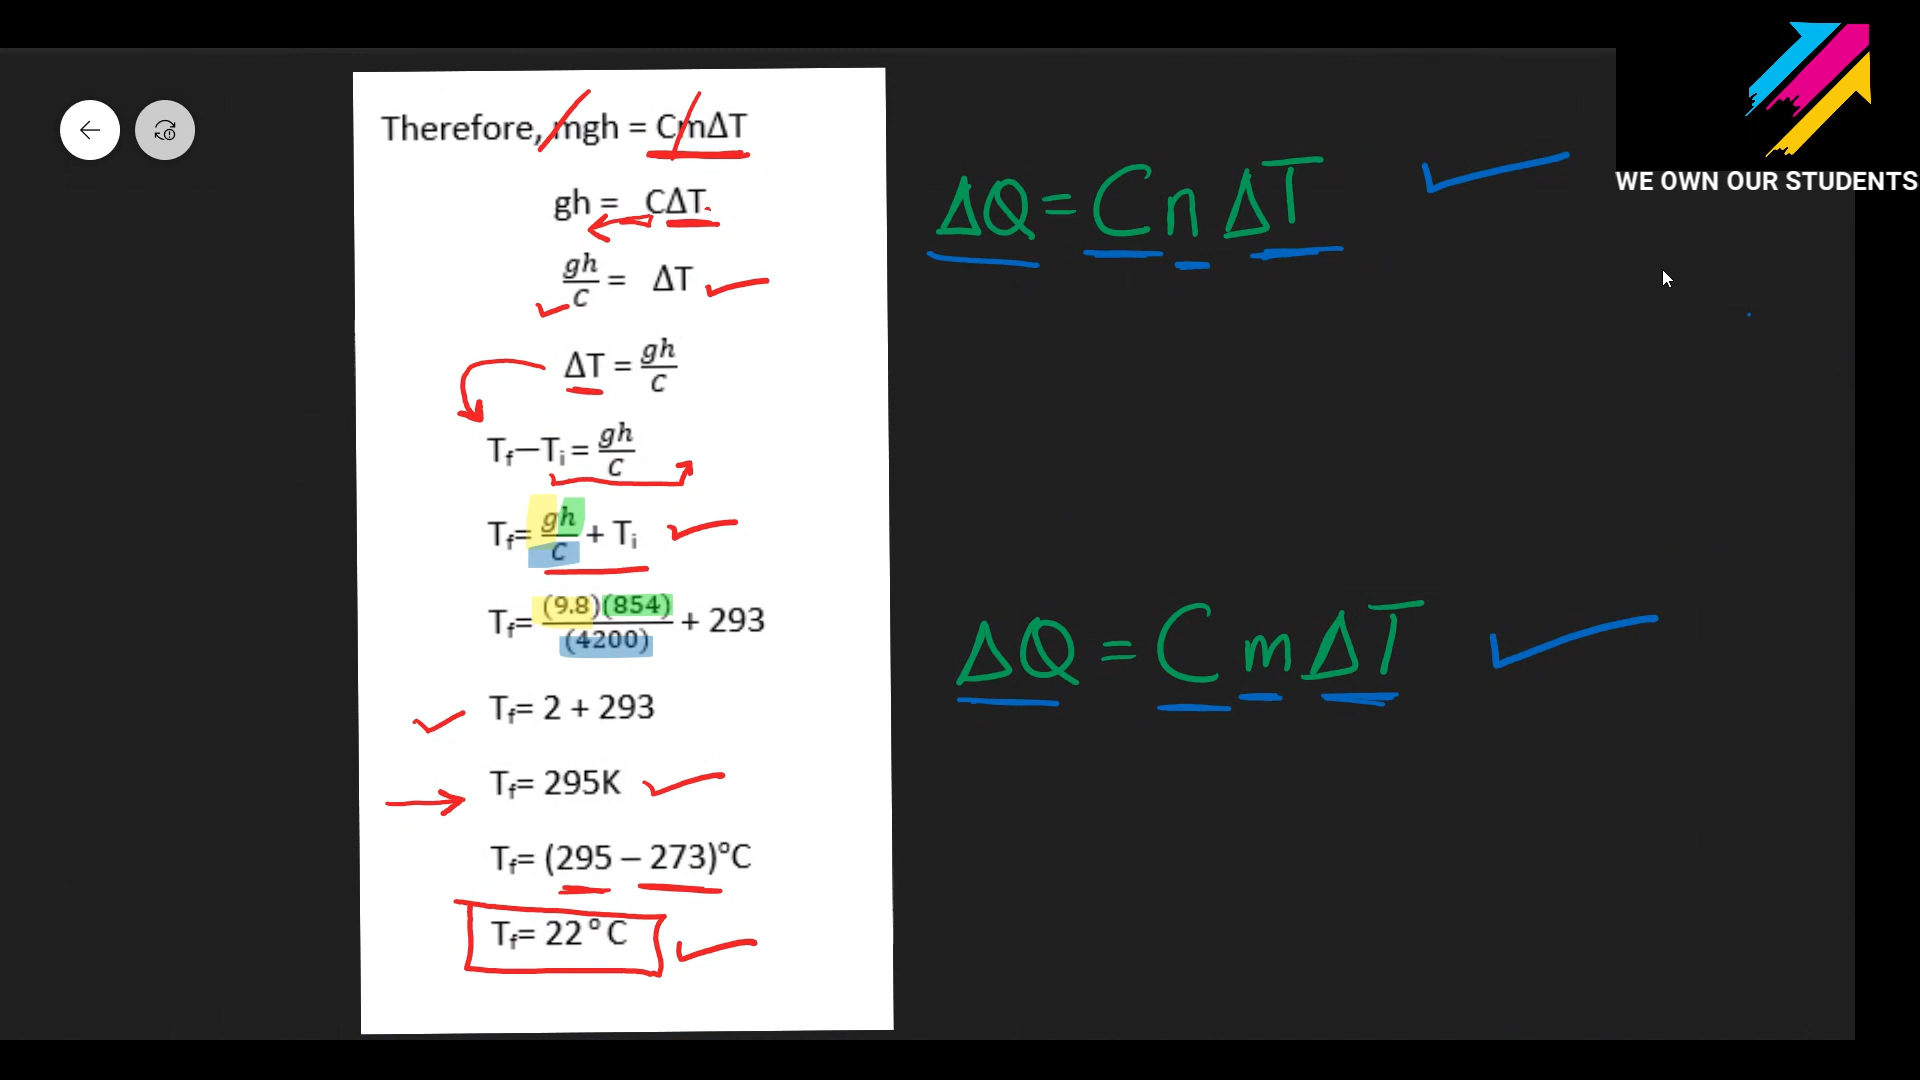 Therefore, mgh = CmΔT
gh = CΔT.
gh/C = ΔT
ΔT = gh/C
Tf−Ti = gh/C
Tf= gh/C + Ti
Tf= (9.8)(854)/(4200) + 293
Tf= 2 + 293
Tf= 295K
Tf= (295 – 273)°C
Tf= 22°C
ΔQ = C n ΔT
ΔQ = C m ΔT
WE OWN OUR STUDENTS